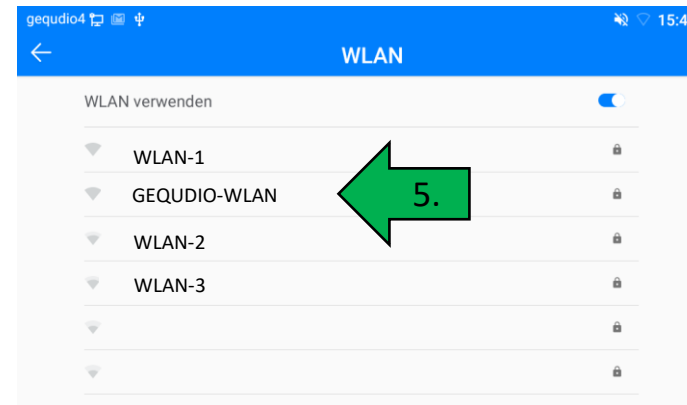 gequdio4 15:4
WLAN
WLAN verwenden
WLAN-1
GEQUDIO-WLAN
5.
WLAN-2
WLAN-3